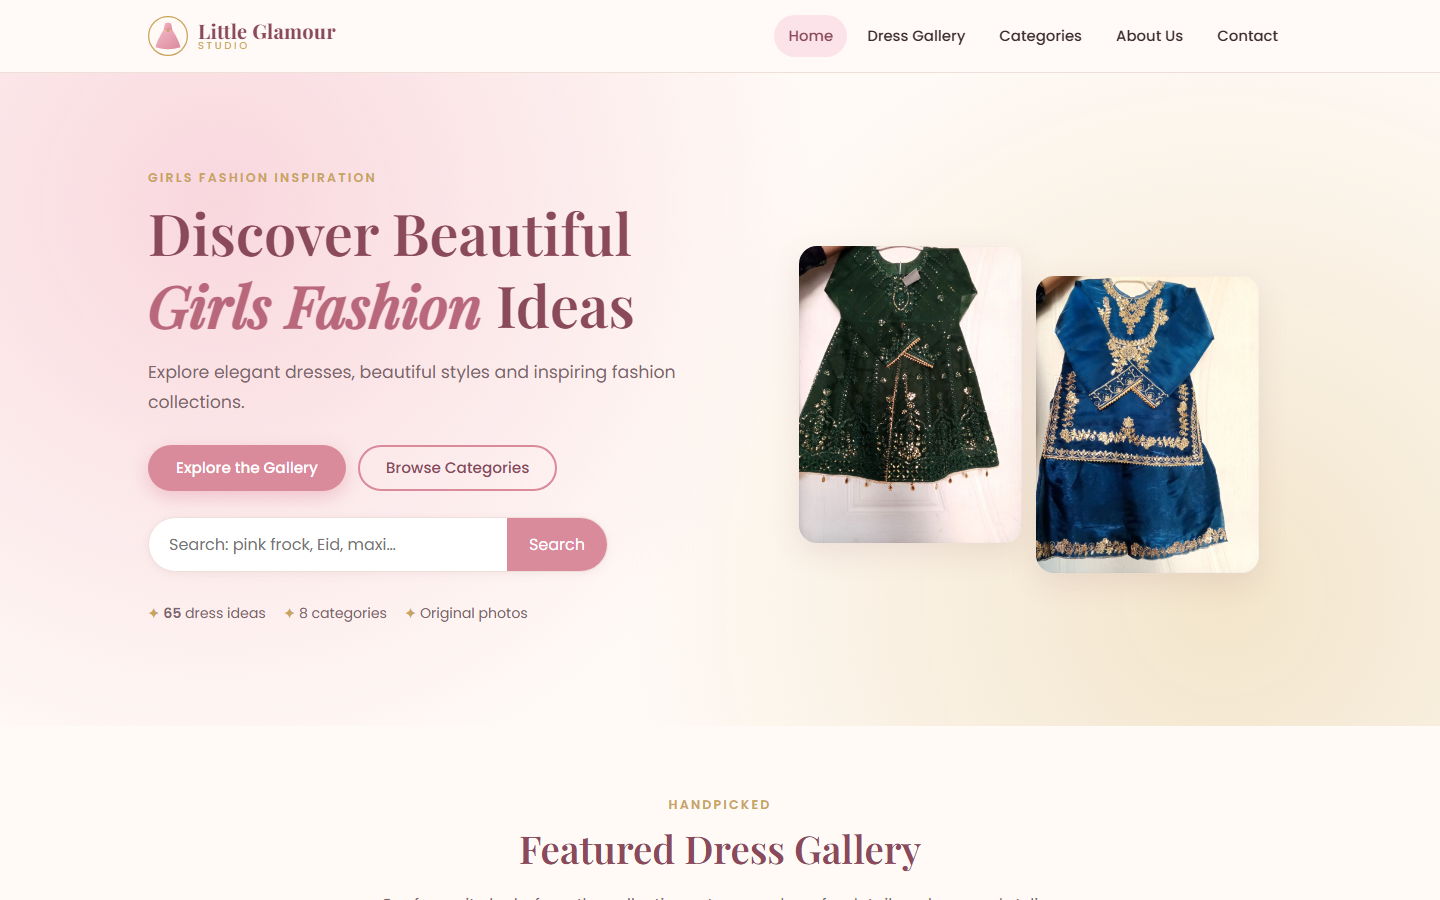 Little Glamour
STUDIO
Home
Dress Gallery
Categories
About Us
Contact
GIRLS FASHION INSPIRATION
Discover Beautiful
Girls Fashion Ideas
Explore elegant dresses, beautiful styles and inspiring fashion
collections.
Explore the Gallery
Browse Categories
Search: pink frock, Eid, maxi...
Search
✦ 65 dress ideas
✦ 8 categories
✦ Original photos
HANDPICKED
Featured Dress Gallery